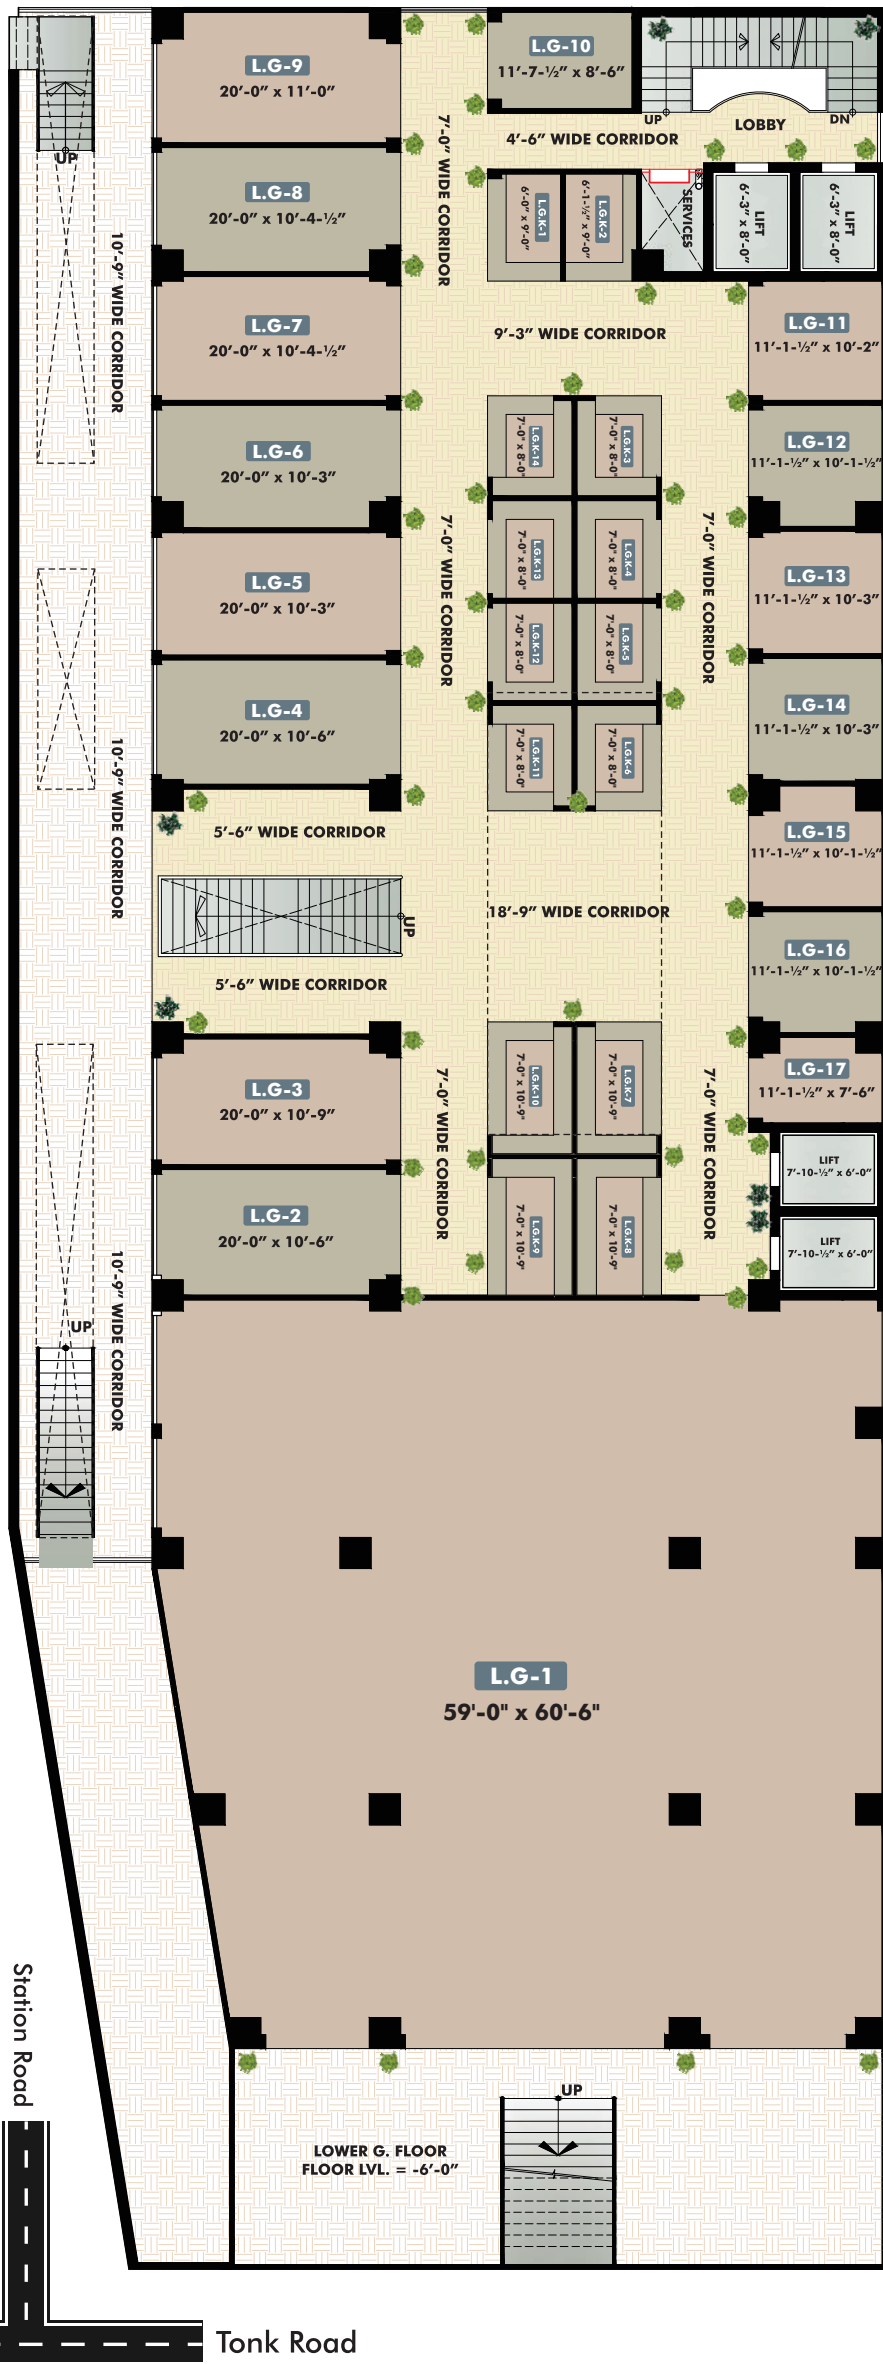 L.G-9
20'-0" x 11'-0"
L.G-10
11'-7-½" x 8'-6"
UP
LOBBY
DN
4'-6" WIDE CORRIDOR
UP
7'-0" WIDE CORRIDOR
L.G-8
20'-0" x 10'-4-½"
L.G.K-1
6'-0" x 9'-0"
L.G.K-2
6'-1-½" x 9'-0"
SERVICES
LIFT
6'-3" x 8'-0"
LIFT
6'-3" x 8'-0"
10'-9" WIDE CORRIDOR
L.G-7
20'-0" x 10'-4-½"
9'-3" WIDE CORRIDOR
L.G-11
11'-1-½" x 10'-2"
L.G-6
20'-0" x 10'-3"
L.G.K-14
7'-0" x 8'-0"
L.G.K-3
7'-0" x 8'-0"
L.G-12
11'-1-½" x 10'-1-½"
L.G-5
20'-0" x 10'-3"
7'-0" WIDE CORRIDOR
L.G.K-13
7'-0" x 8'-0"
L.G.K-4
7'-0" x 8'-0"
7'-0" WIDE CORRIDOR
L.G-13
11'-1-½" x 10'-3"
L.G.K-12
7'-0" x 8'-0"
L.G.K-5
7'-0" x 8'-0"
L.G-4
20'-0" x 10'-6"
L.G-14
11'-1-½" x 10'-3"
L.G.K-11
7'-0" x 8'-0"
L.G.K-6
7'-0" x 8'-0"
10'-9" WIDE CORRIDOR
5'-6" WIDE CORRIDOR
L.G-15
11'-1-½" x 10'-1-½"
UP
18'-9" WIDE CORRIDOR
L.G-16
11'-1-½" x 10'-1-½"
5'-6" WIDE CORRIDOR
L.G-3
20'-0" x 10'-9"
L.G.K-10
7'-0" x 10'-9"
L.G.K-7
7'-0" x 10'-9"
L.G-17
11'-1-½" x 7'-6"
7'-0" WIDE CORRIDOR
7'-0" WIDE CORRIDOR
LIFT
7'-10-½" x 6'-0"
L.G-2
20'-0" x 10'-6"
L.G.K-9
7'-0" x 10'-9"
L.G.K-8
7'-0" x 10'-9"
LIFT
7'-10-½" x 6'-0"
UP
10'-9" WIDE CORRIDOR
L.G-1
59'-0" x 60'-6"
Station Road
UP
LOWER G. FLOOR
FLOOR LVL. = -6'-0"
Tonk Road